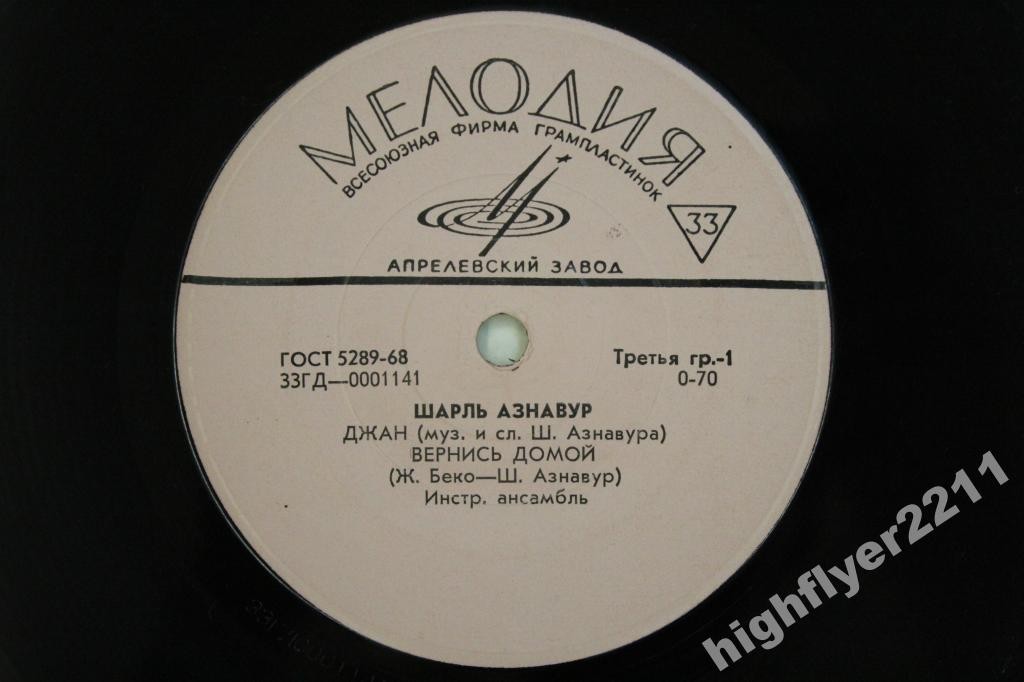 МЕЛОДИЯ
ВСЕСОЮЗНАЯ ФИРМА ГРАМПЛАСТИНОК
33
АПРЕЛЕВСКИЙ ЗАВОД
ГОСТ 5289-68
Третья гр.-1
33ГД—0001141
0-70
ШАРЛЬ АЗНАВУР
ДЖАН (муз. и сл. Ш. Азнавура)
ВЕРНИСЬ ДОМОЙ
(Ж. Беко—Ш. Азнавур)
Инстр. ансамбль
highflyer2211